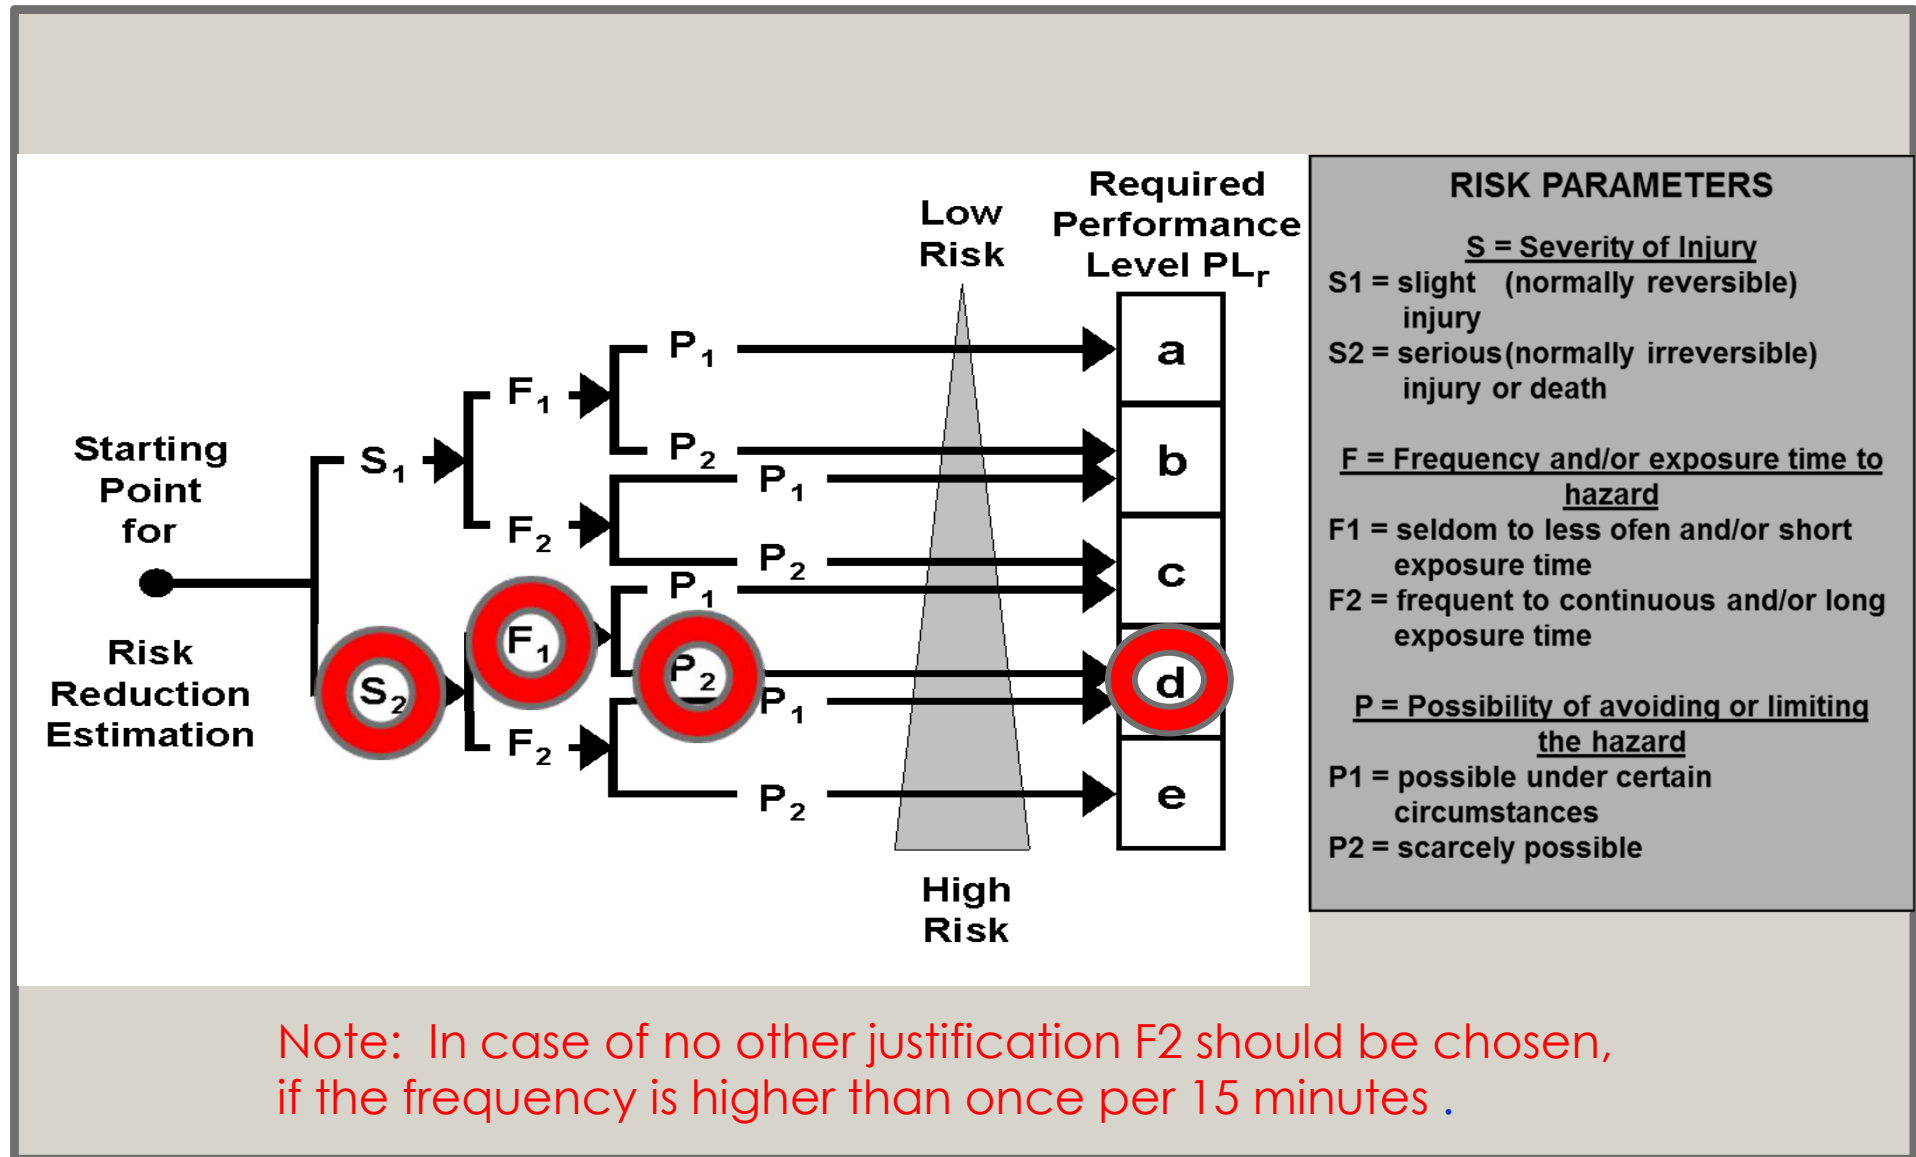 Starting
Point
for
Risk
Reduction
Estimation
S1
S2
F1
F2
F1
F2
P1
P2
P1
P2
P1
P2
P1
P2
Low
Risk
High
Risk
Required
Performance
Level PLr
a
b
c
d
e
RISK PARAMETERS
S = Severity of Injury
S1 = slight (normally reversible)
injury
S2 = serious(normally irreversible)
injury or death
F = Frequency and/or exposure time to
hazard
F1 = seldom to less ofen and/or short
exposure time
F2 = frequent to continuous and/or long
exposure time
P = Possibility of avoiding or limiting
the hazard
P1 = possible under certain
circumstances
P2 = scarcely possible
Note: In case of no other justification F2 should be chosen,
if the frequency is higher than once per 15 minutes .